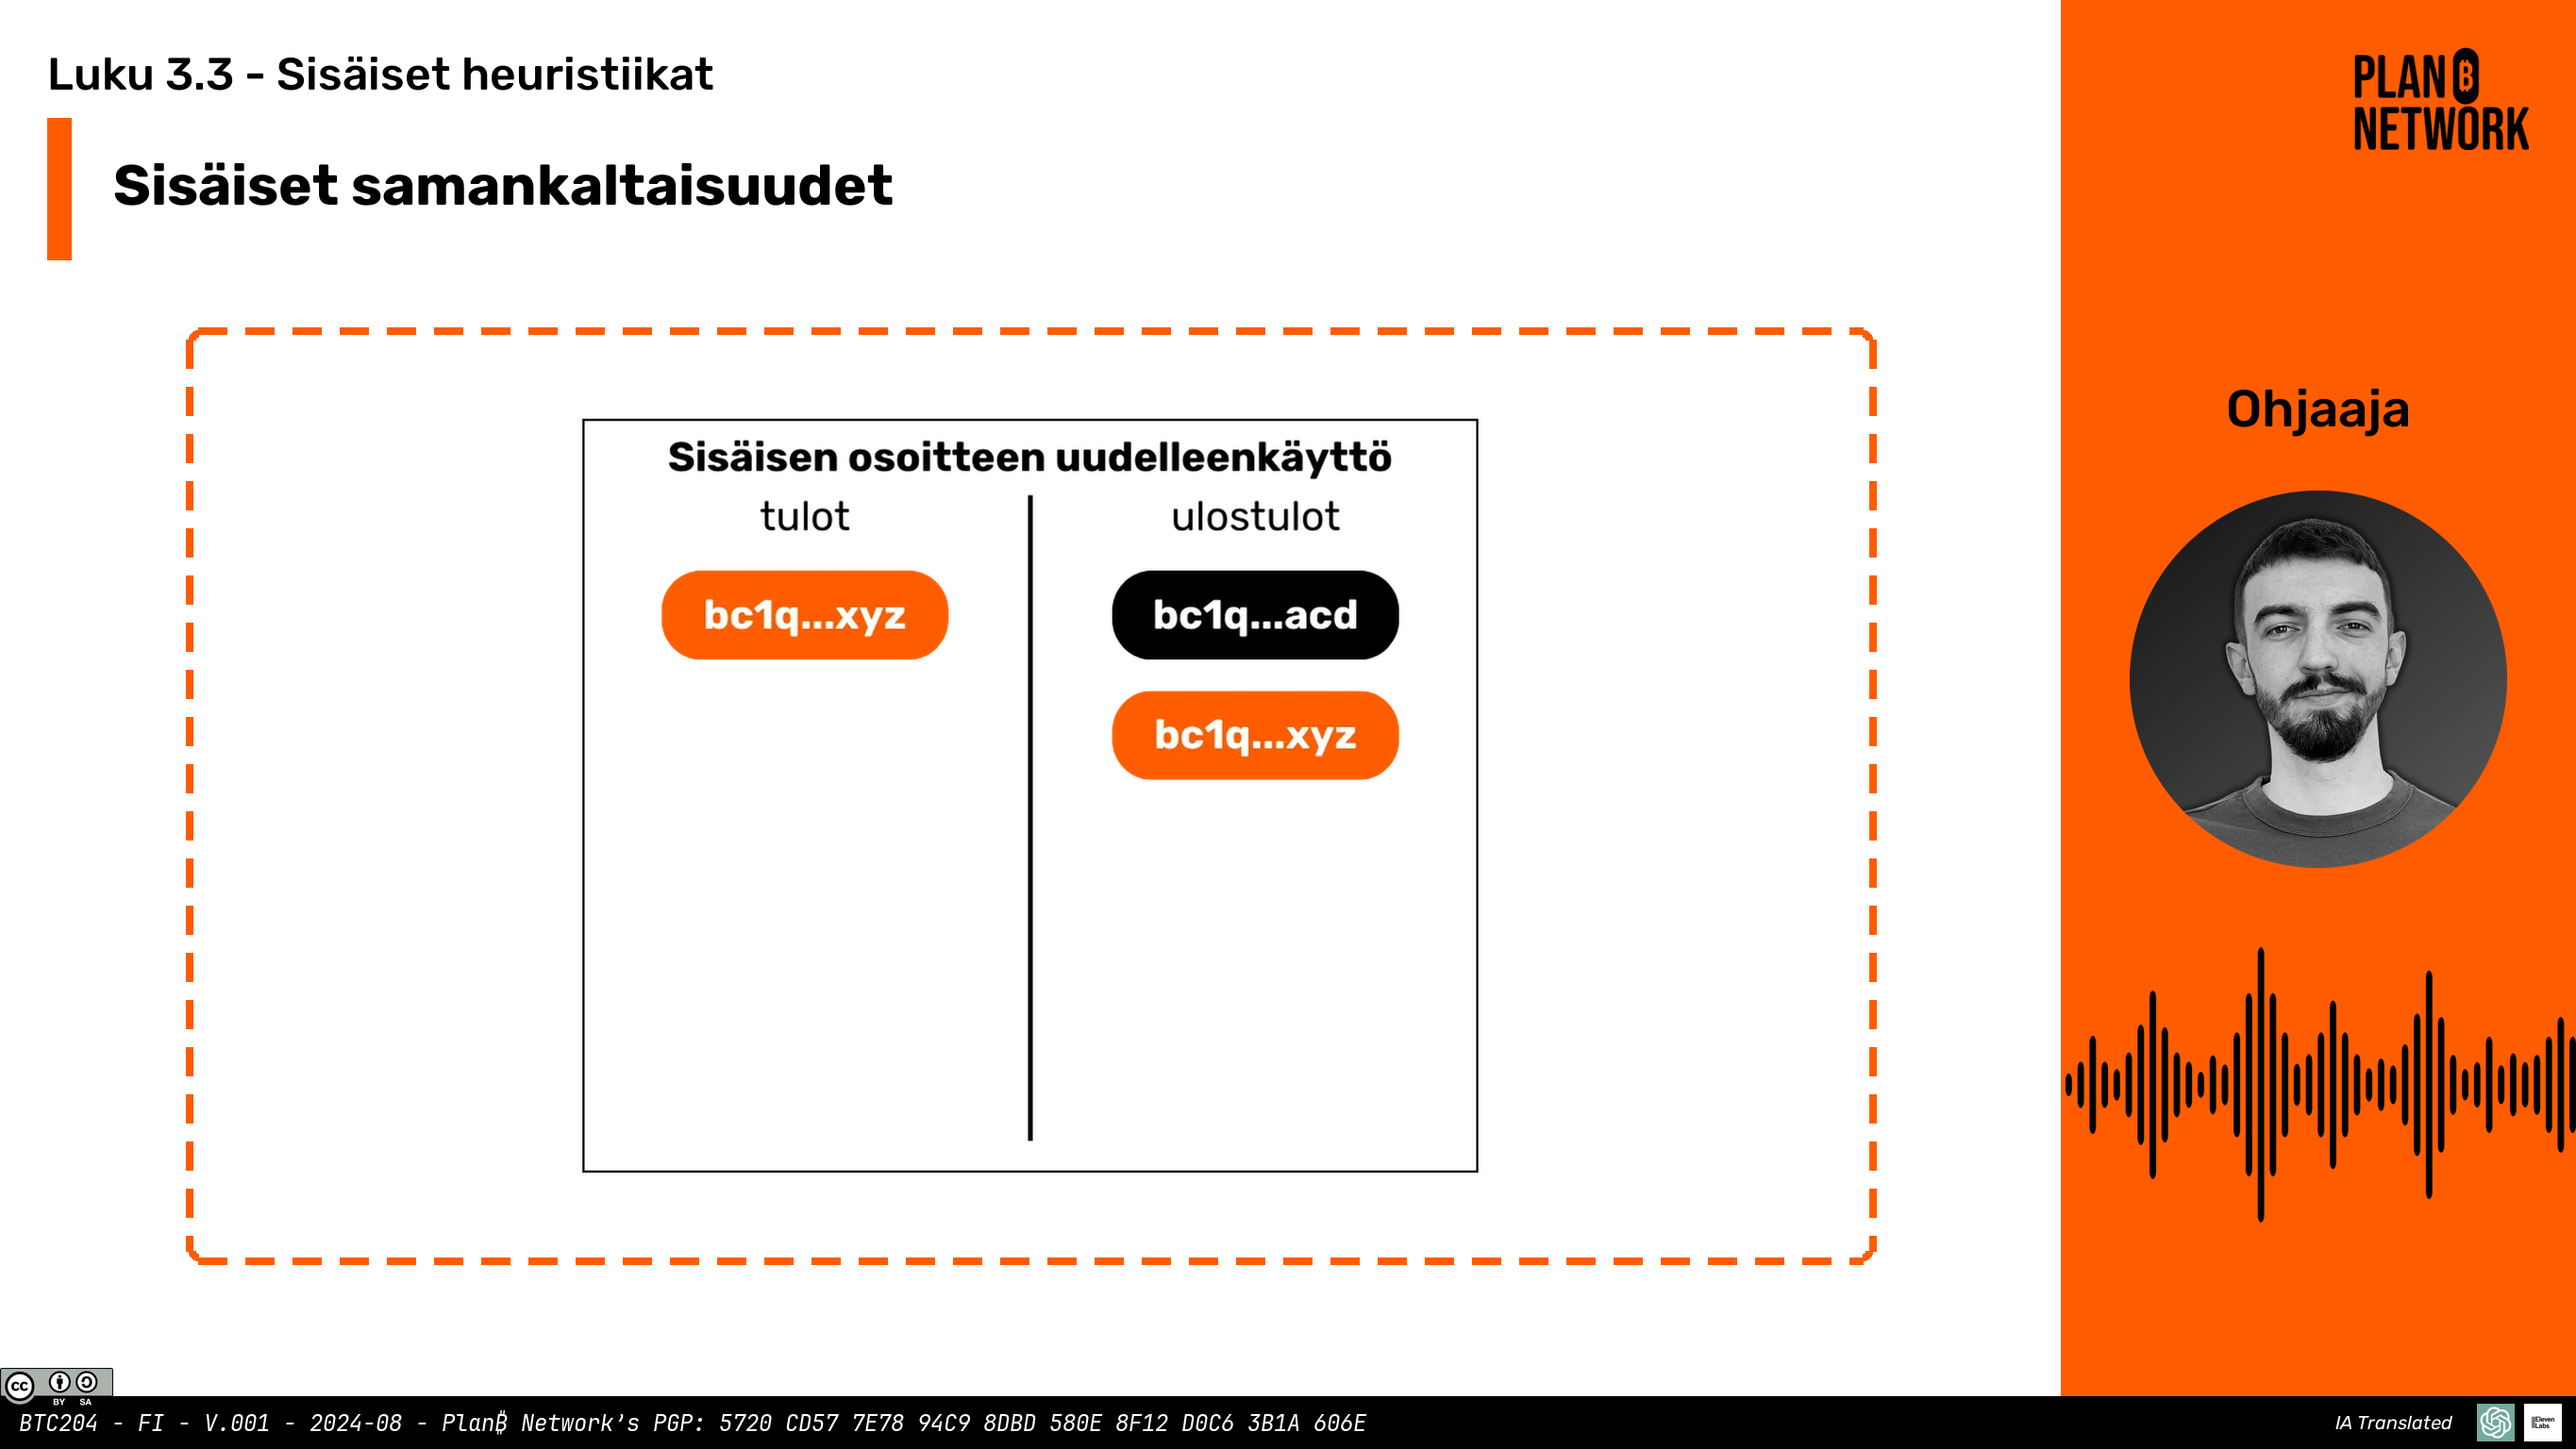 Luku 3.3 - Sisäiset heuristiikat
Sisäiset samankaltaisuudet
Sisäisen osoitteen uudelleenkäyttö
tulot
ulostulot
bc1q...xyz
bc1q...acd
bc1q...xyz
PLAN ₿
NETWORK
Ohjaaja
cc
BY SA
BTC204 - FI - V.001 - 2024-08 - Plan₿ Network's PGP: 5720 CD57 7E78 94C9 8DBD 580E 8F12 D0C6 3B1A 606E
IA Translated
IIElevenLabs